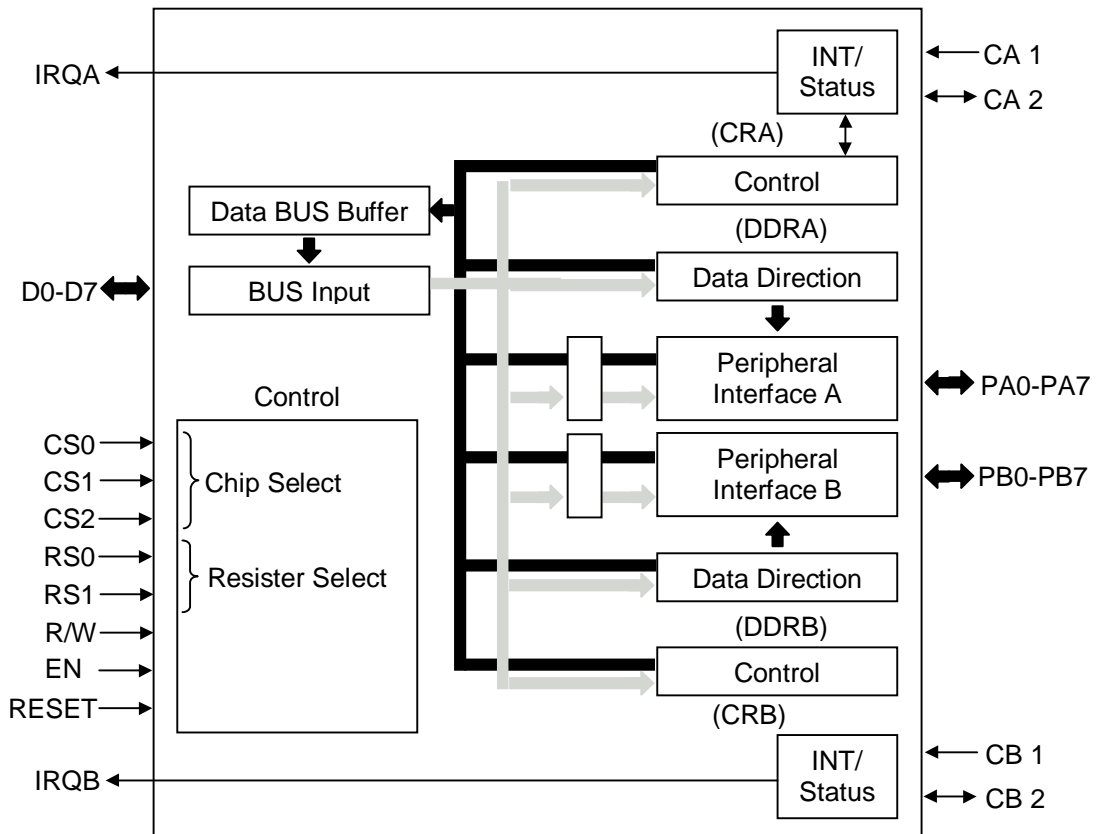 IRQA
INT/
Status
CA 1
CA 2
(CRA)
Control
Data BUS Buffer
(DDRA)
D0-D7
BUS Input
Data Direction
Peripheral
Interface A
PA0-PA7
Control
CS0
CS1
CS2
Chip Select
RS0
RS1
Resister Select
R/W
EN
RESET
Peripheral
Interface B
PB0-PB7
Data Direction
(DDRB)
Control
(CRB)
IRQB
INT/
Status
CB 1
CB 2